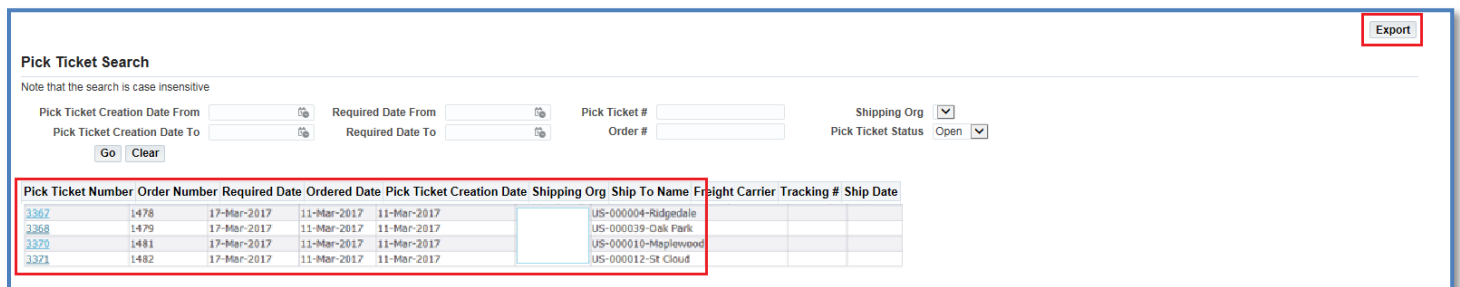 Export
Pick Ticket Search
Note that the search is case insensitive
Pick Ticket Creation Date From Required Date From Pick Ticket # Shipping Org
Pick Ticket Creation Date To Required Date To Order # Pick Ticket Status Open
Go Clear
Pick Ticket Number Order Number Required Date Ordered Date Pick Ticket Creation Date Shipping Org Ship To Name Freight Carrier Tracking # Ship Date
3367 1478 17-Mar-2017 11-Mar-2017 11-Mar-2017 US-000004-Ridgedale
3368 1479 17-Mar-2017 11-Mar-2017 11-Mar-2017 US-000039-Oak Park
3370 1481 17-Mar-2017 11-Mar-2017 11-Mar-2017 US-000010-Maplewood
3371 1482 17-Mar-2017 11-Mar-2017 11-Mar-2017 US-000012-St Cloud